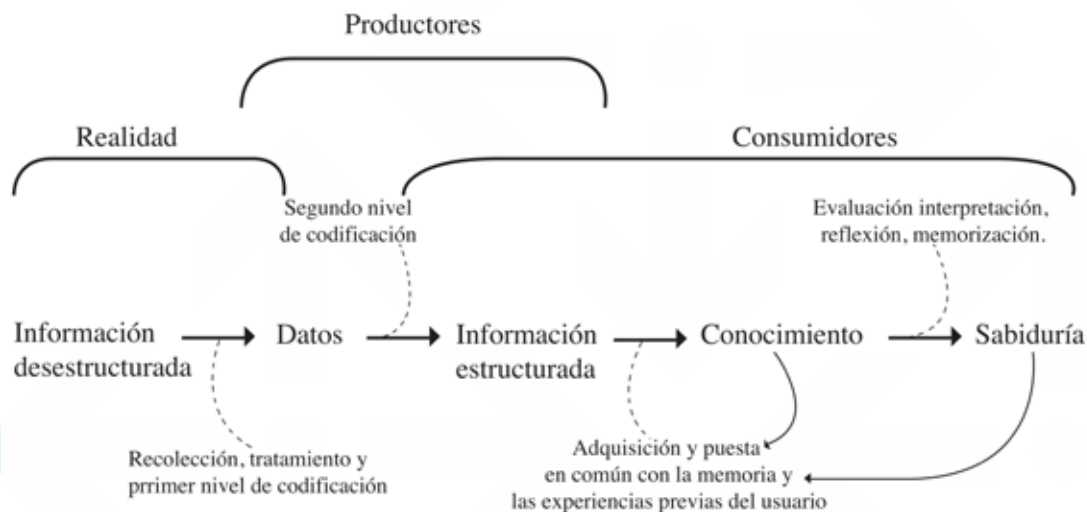 Productores
Realidad
Consumidores
Segundo nivel
de codificación
Evaluación interpretación,
reflexión, memorización.
Información
desestructurada
Datos
Información
estructurada
Conocimiento
Sabiduría
Recolección, tratamiento y
prrimer nivel de codificación
Adquisición y puesta
en común con la memoria y
las experiencias previas del usuario